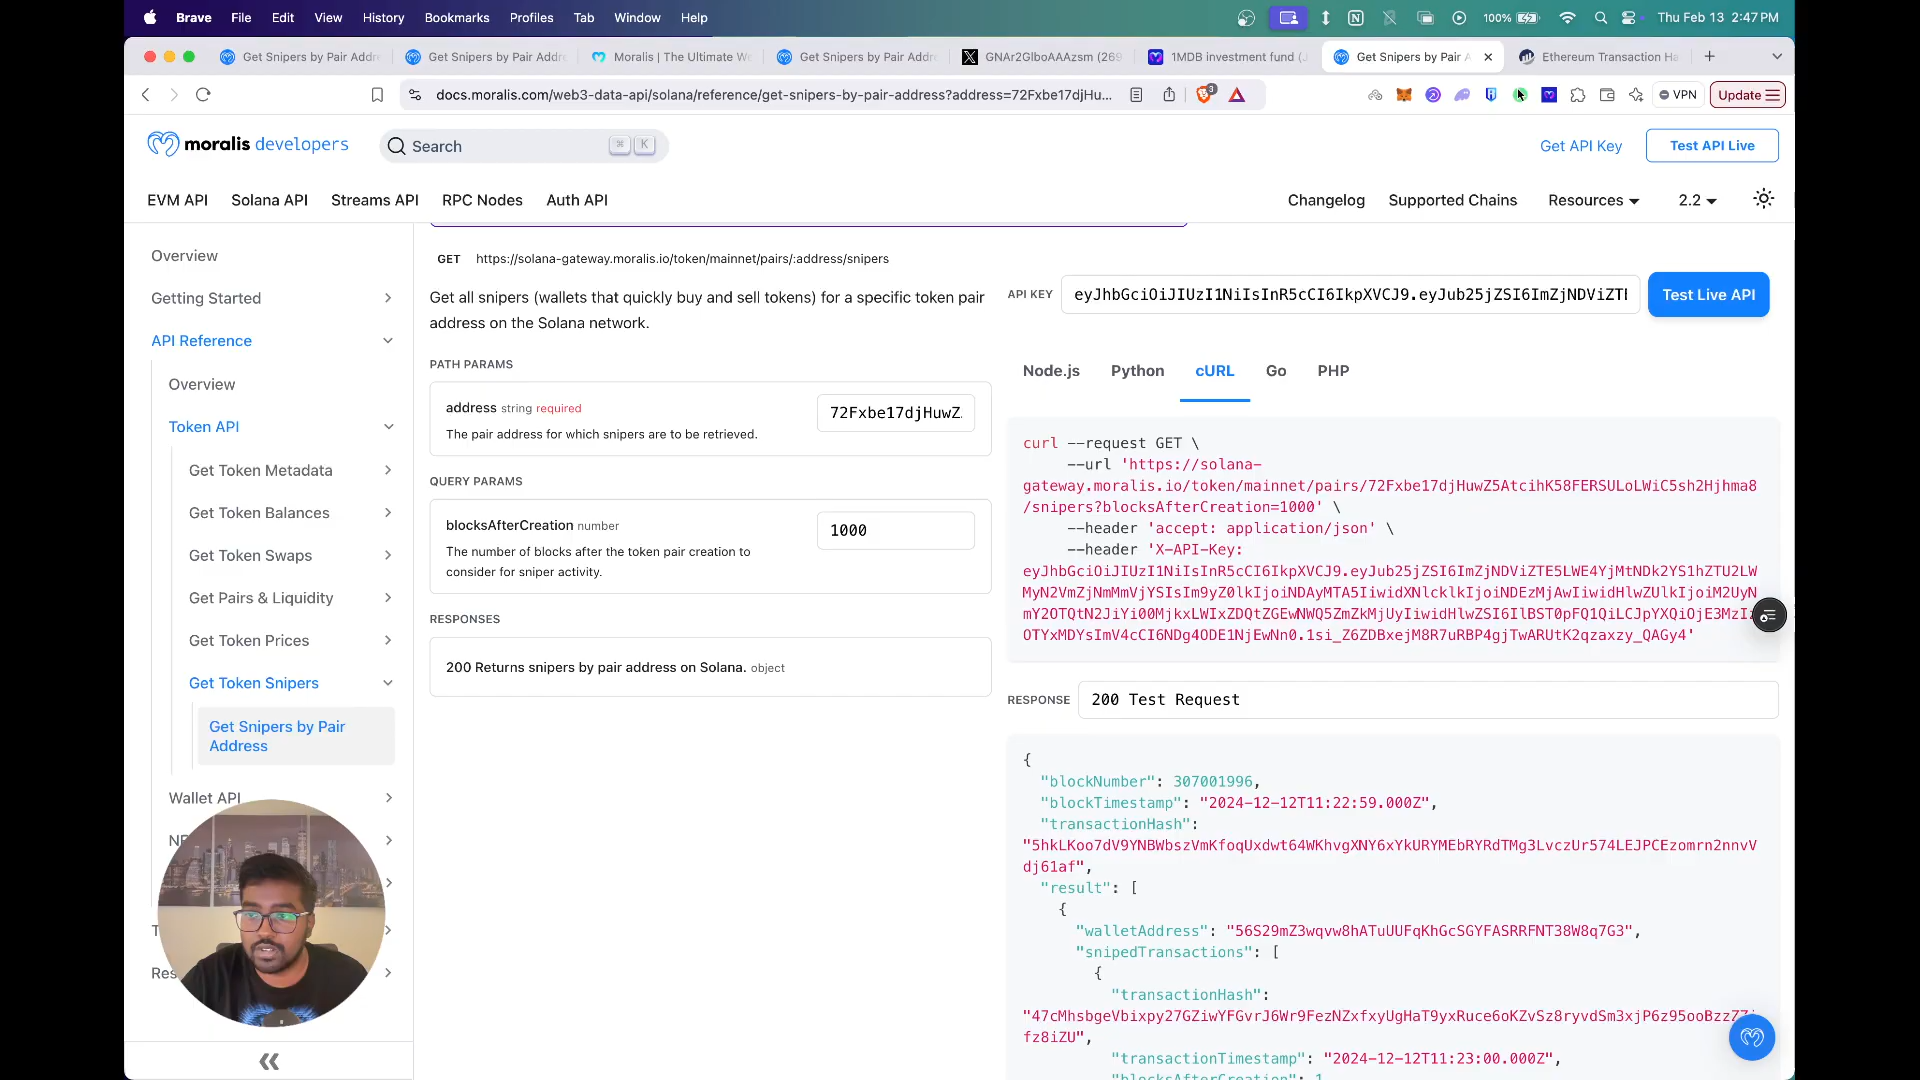 Brave File Edit View History Bookmarks Profiles Tab Window Help
100% Thu Feb 13 2:47 PM
Get Snipers by Pair Addre
Get Snipers by Pair Addre
Moralis | The Ultimate We
Get Snipers by Pair Addre
GNAr2GlboAAAzsm (269
1MDB investment fund (J
Get Snipers by Pair A
Ethereum Transaction Ha
docs.moralis.com/web3-data-api/solana/reference/get-snipers-by-pair-address?address=72Fxbe17djHu...
3
VPN
Update
moralis developers
Search
K
Get API Key
Test API Live
EVM API Solana API Streams API RPC Nodes Auth API
Changelog Supported Chains Resources 2.2
Overview
Getting Started
API Reference
Overview
Token API
Get Token Metadata
Get Token Balances
Get Token Swaps
Get Pairs & Liquidity
Get Token Prices
Get Token Snipers
Get Snipers by Pair
Address
Wallet API
GET https://solana-gateway.moralis.io/token/mainnet/pairs/:address/snipers
Get all snipers (wallets that quickly buy and sell tokens) for a specific token pair
address on the Solana network.
PATH PARAMS
address string required
72Fxbe17djHuwZ
The pair address for which snipers are to be retrieved.
QUERY PARAMS
blocksAfterCreation number
1000
The number of blocks after the token pair creation to
consider for sniper activity.
RESPONSES
200 Returns snipers by pair address on Solana. object
API KEY
Test Live API
Node.js Python cURL Go PHP
curl --request GET \
--url 'https://solana-
gateway.moralis.io/token/mainnet/pairs/72Fxbe17djHuwZ5AtcihK58FERSULoLWiC5sh2Hjhma8
/snipers?blocksAfterCreation=1000' \
--header 'accept: application/json' \
--header 'X-API-Key:
RESPONSE 200 Test Request
{
"blockNumber": 307001996,
"blockTimestamp": "2024-12-12T11:22:59.000Z",
"transactionHash":
"5hkLKoo7dV9YNBWbszVmKfoqUxdwt64WKhvgXNY6xYkURYMEbRYRdTMg3LvczUr574LEJPCEzomrn2nnvV
dj61af",
"result": [
{
"walletAddress": "56S29mZ3wqvw8hATuUUFqKhGcSGYFASRRFNT38W8q7G3",
"snipedTransactions": [
{
"transactionHash":
fz8iZU",
"transactionTimestamp": "2024-12-12T11:23:00.000Z",
"blocksAfterCreation": 1